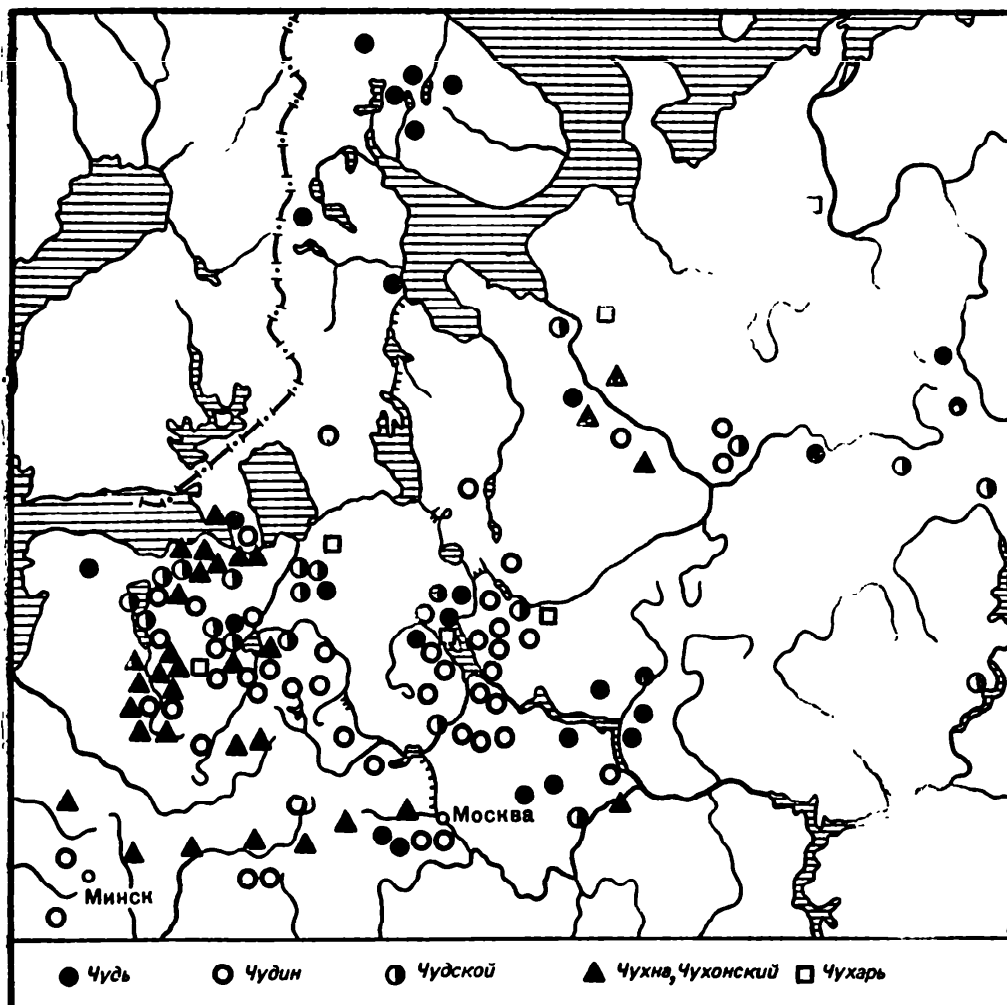 Москва
Минск
Чудь Чудин Чудской Чухна, Чухонский Чухарь